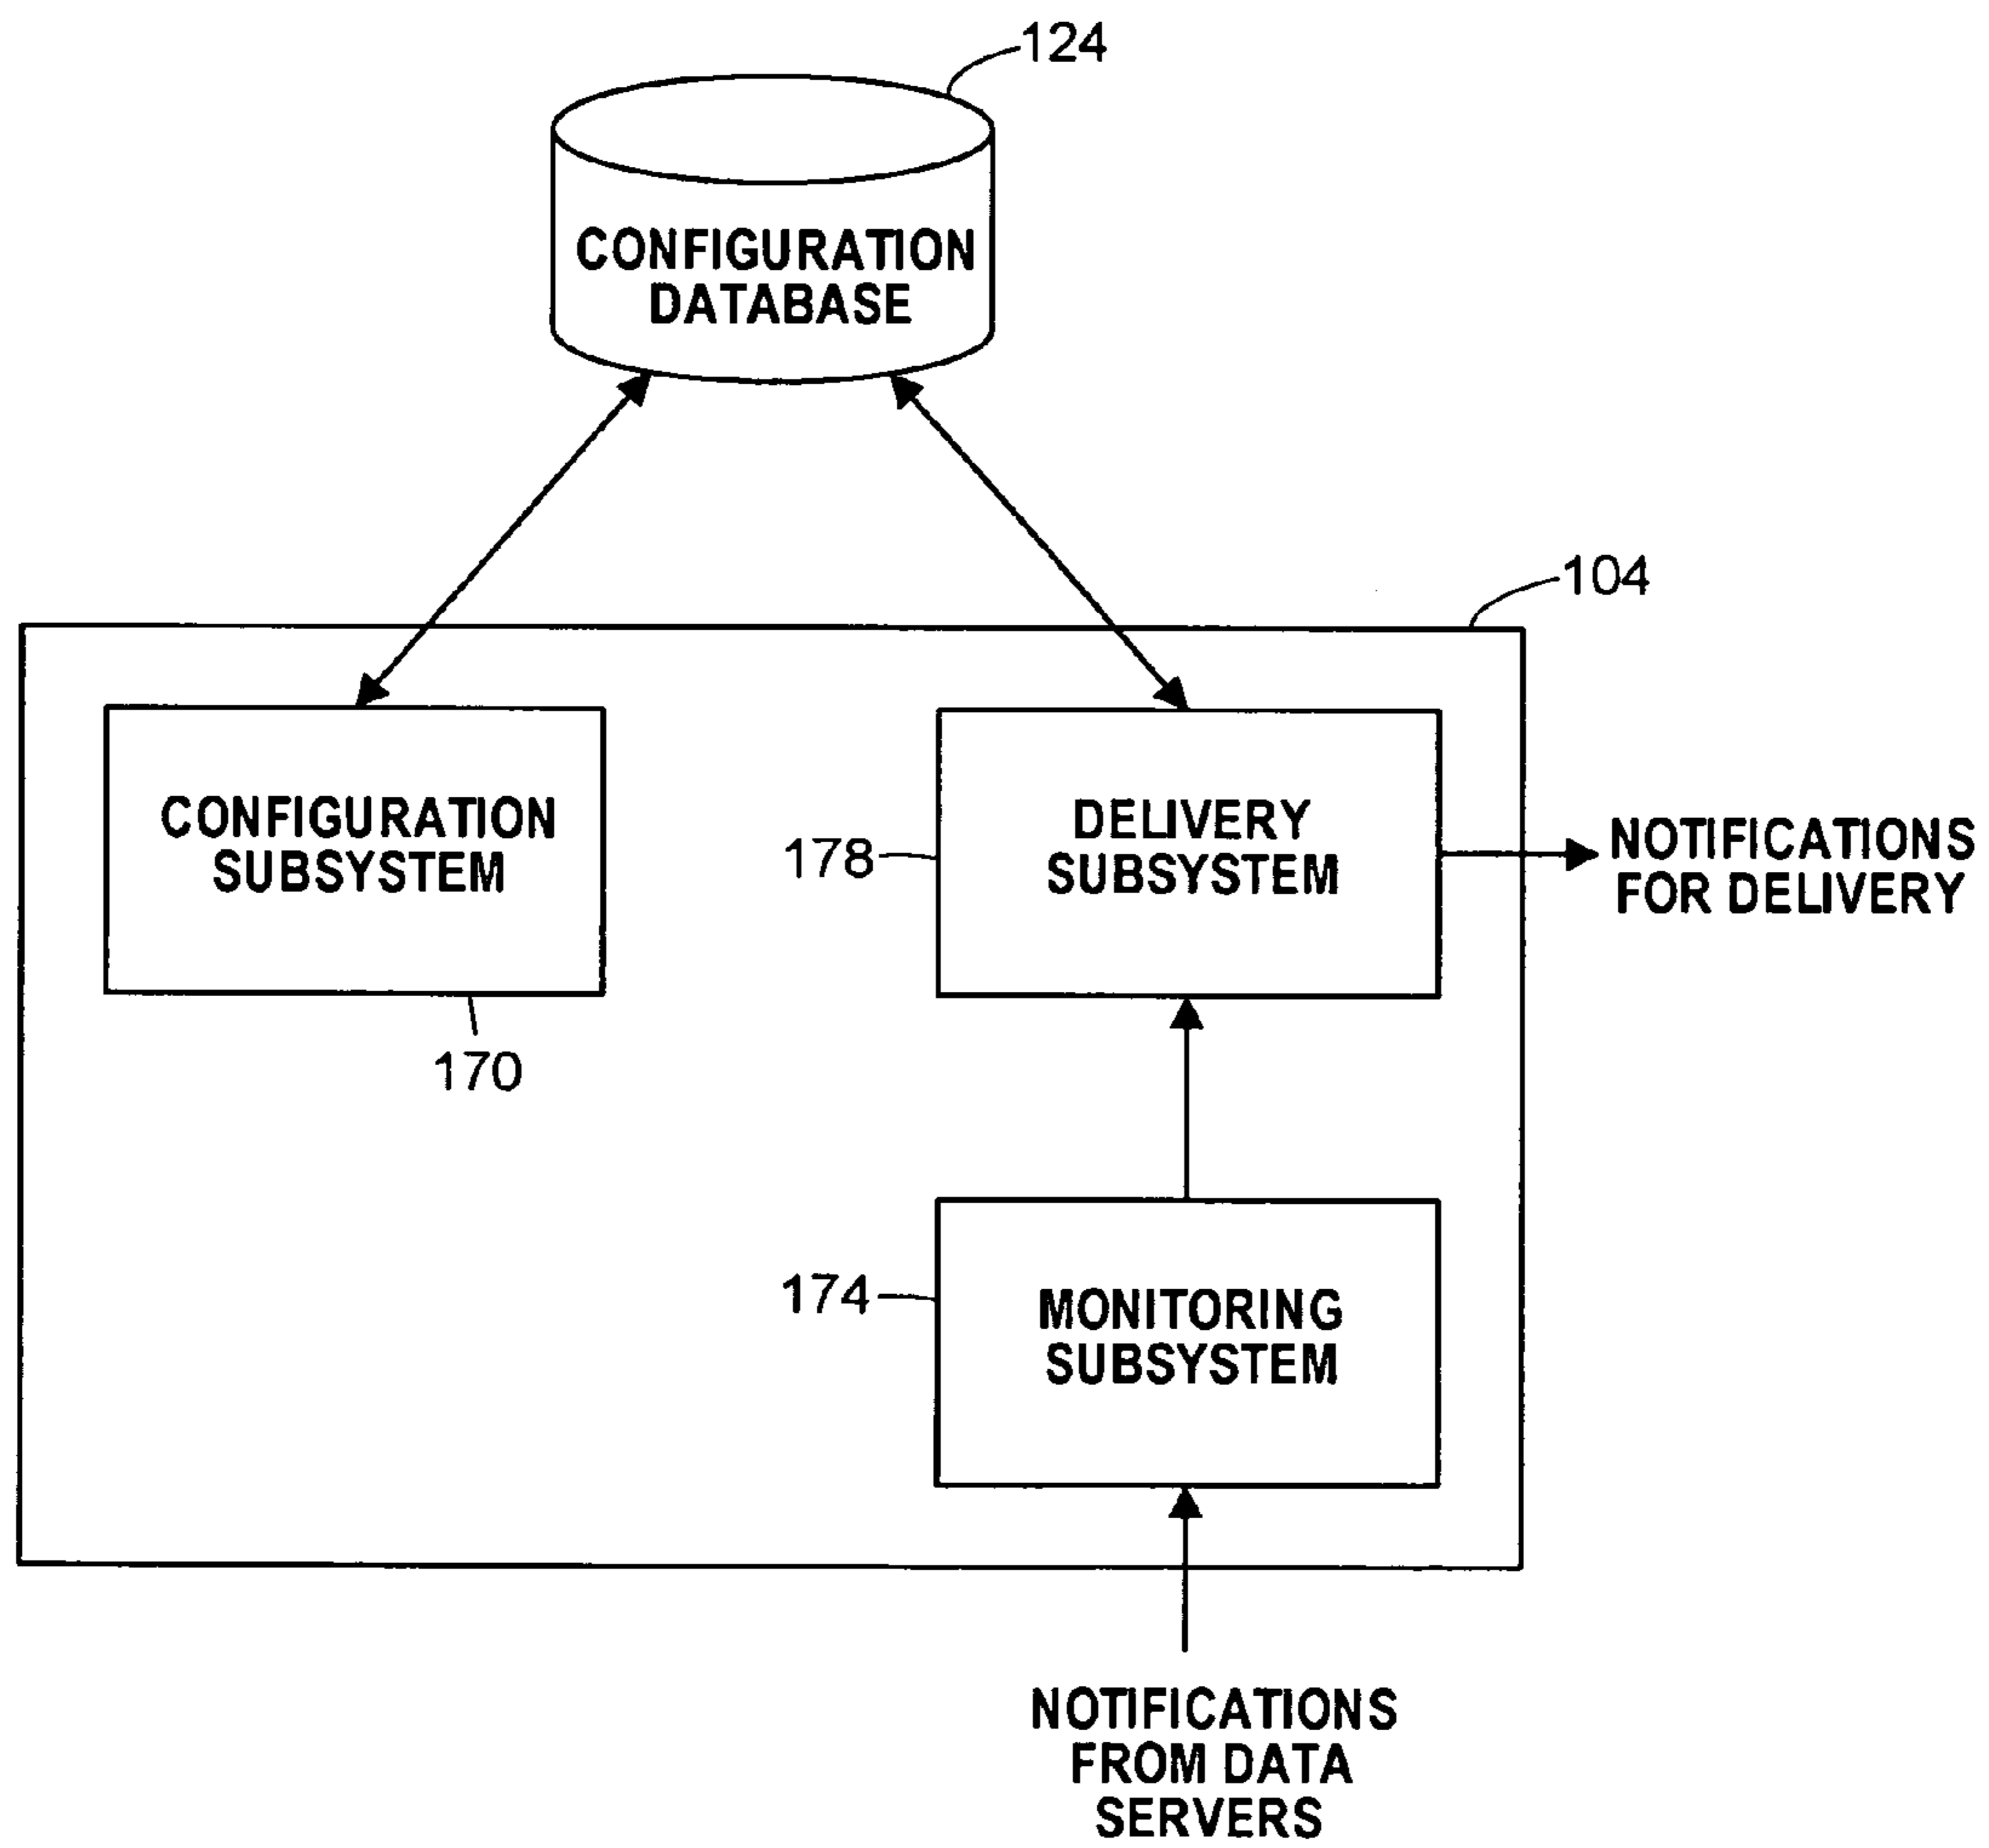 124
CONFIGURATION
DATABASE
104
CONFIGURATION
SUBSYSTEM
170
DELIVERY
SUBSYSTEM
178
NOTIFICATIONS
FOR DELIVERY
174
MONITORING
SUBSYSTEM
NOTIFICATIONS
FROM DATA
SERVERS